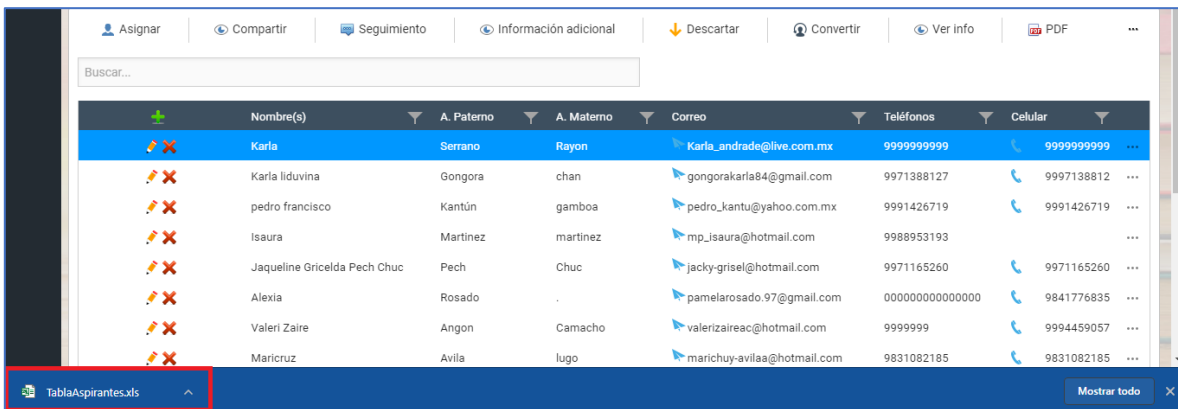 Asignar Compartir Seguimiento Información adicional Descartar Convertir Ver info PDF ...
Buscar...
Nombre(s) A. Paterno A. Materno Correo Teléfonos Celular
Karla Serrano Rayon Karla_andrade@live.com.mx 9999999999 9999999999 ...
Karla liduvina Gongora chan gongorakarla84@gmail.com 9971388127 9997138812 ...
pedro francisco Kantún gamboa pedro_kantu@yahoo.com.mx 9991426719 9991426719 ...
Isaura Martinez martinez mp_isaura@hotmail.com 9988953193 ...
Jaqueline Gricelda Pech Chuc Pech Chuc jacky-grisel@hotmail.com 9971165260 9971165260 ...
Alexia Rosado . pamelarosado.97@gmail.com 000000000000000 9841776835 ...
Valeri Zaire Angon Camacho valerizaireac@hotmail.com 9999999 9994459057 ...
Maricruz Avila lugo marichuy-avilaa@hotmail.com 9831082185 9831082185 ...
TablaAspirantes.xls Mostrar todo